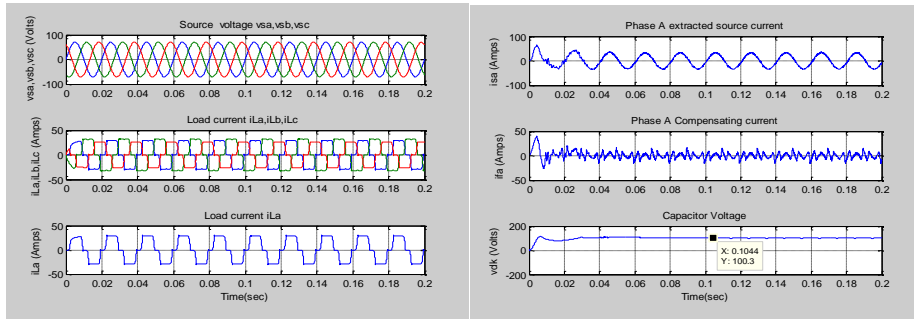 Source voltage vsa,vsb,vsc
vsa,vsb,vsc (Volts)
100
0
-100
0 0.02 0.04 0.06 0.08 0.1 0.12 0.14 0.16 0.18 0.2
Load current iLa,iLb,iLc
iLa,iLb,iLc (Amps)
50
0
-50
0 0.02 0.04 0.06 0.08 0.1 0.12 0.14 0.16 0.18 0.2
Load current iLa
iLa (Amps)
50
0
-50
0 0.02 0.04 0.06 0.08 0.1 0.12 0.14 0.16 0.18 0.2
Time(sec)
Phase A extracted source current
isa (Amps)
100
0
-100
0 0.02 0.04 0.06 0.08 0.1 0.12 0.14 0.16 0.18 0.2
Phase A Compensating current
ifa (Amps)
50
0
-50
0 0.02 0.04 0.06 0.08 0.1 0.12 0.14 0.16 0.18 0.2
Capacitor Voltage
vdk (Volts)
200
0
-200
X: 0.1044
Y: 100.3
0 0.02 0.04 0.06 0.08 0.1 0.12 0.14 0.16 0.18 0.2
Time(sec)